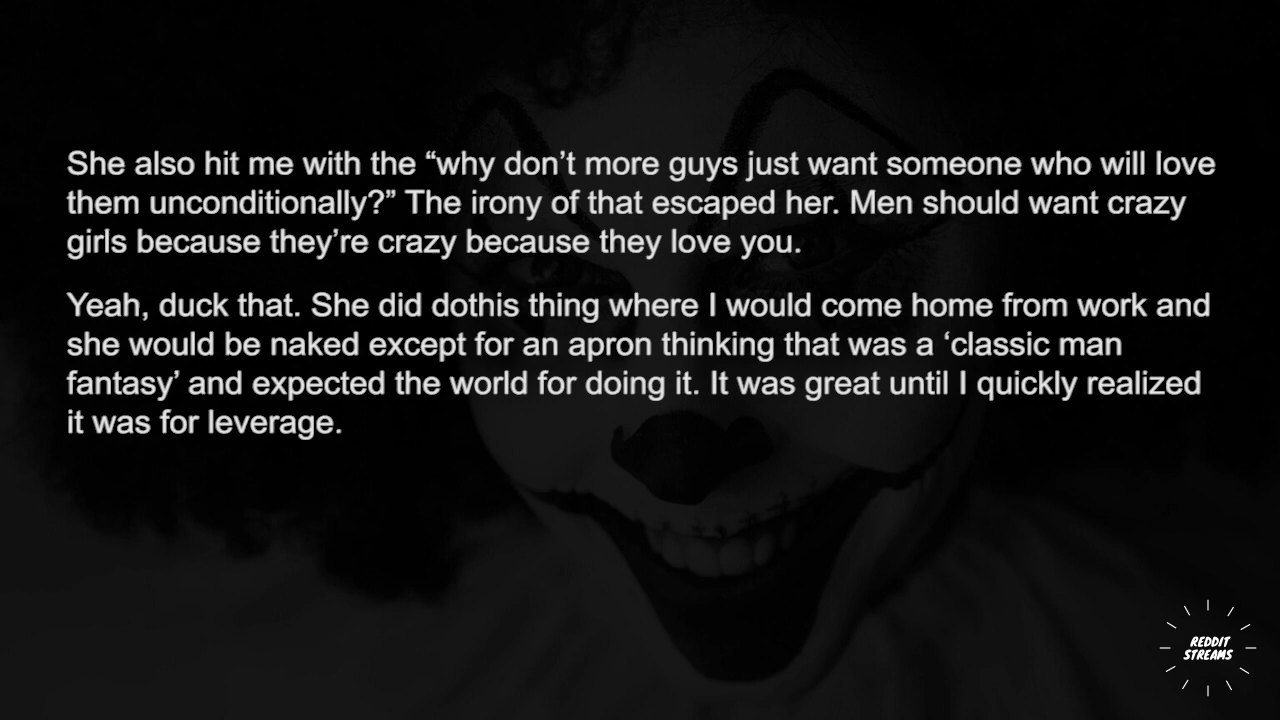 She also hit me with the “why don’t more guys just want someone who will love
them unconditionally?” The irony of that escaped her. Men should want crazy
girls because they’re crazy because they love you.
Yeah, duck that. She did dothis thing where I would come home from work and
she would be naked except for an apron thinking that was a ‘classic man
fantasy’ and expected the world for doing it. It was great until I quickly realized
it was for leverage.
REDDIT
STREAMS